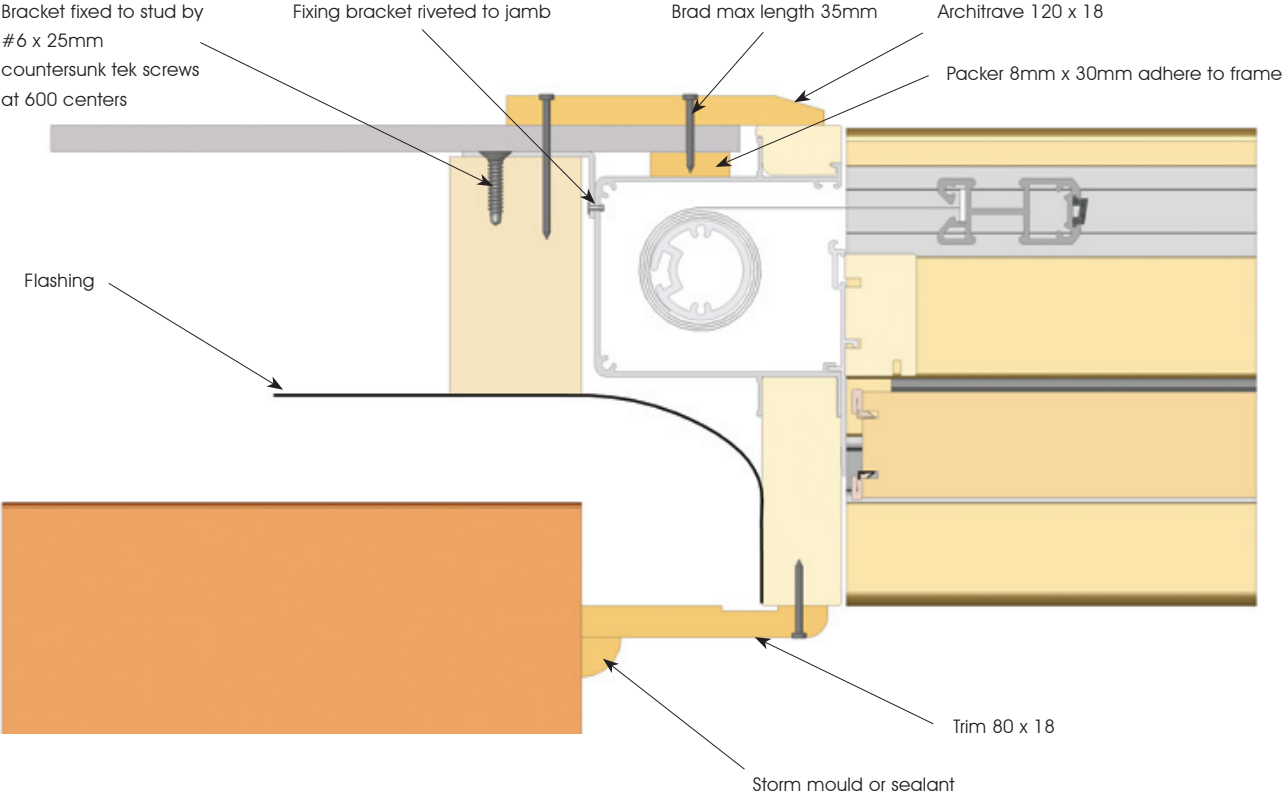 Bracket fixed to stud by
#6 x 25mm
countersunk tek screws
at 600 centers
Fixing bracket riveted to jamb
Brad max length 35mm
Architrave 120 x 18
Packer 8mm x 30mm adhere to frame
Flashing
Trim 80 x 18
Storm mould or sealant